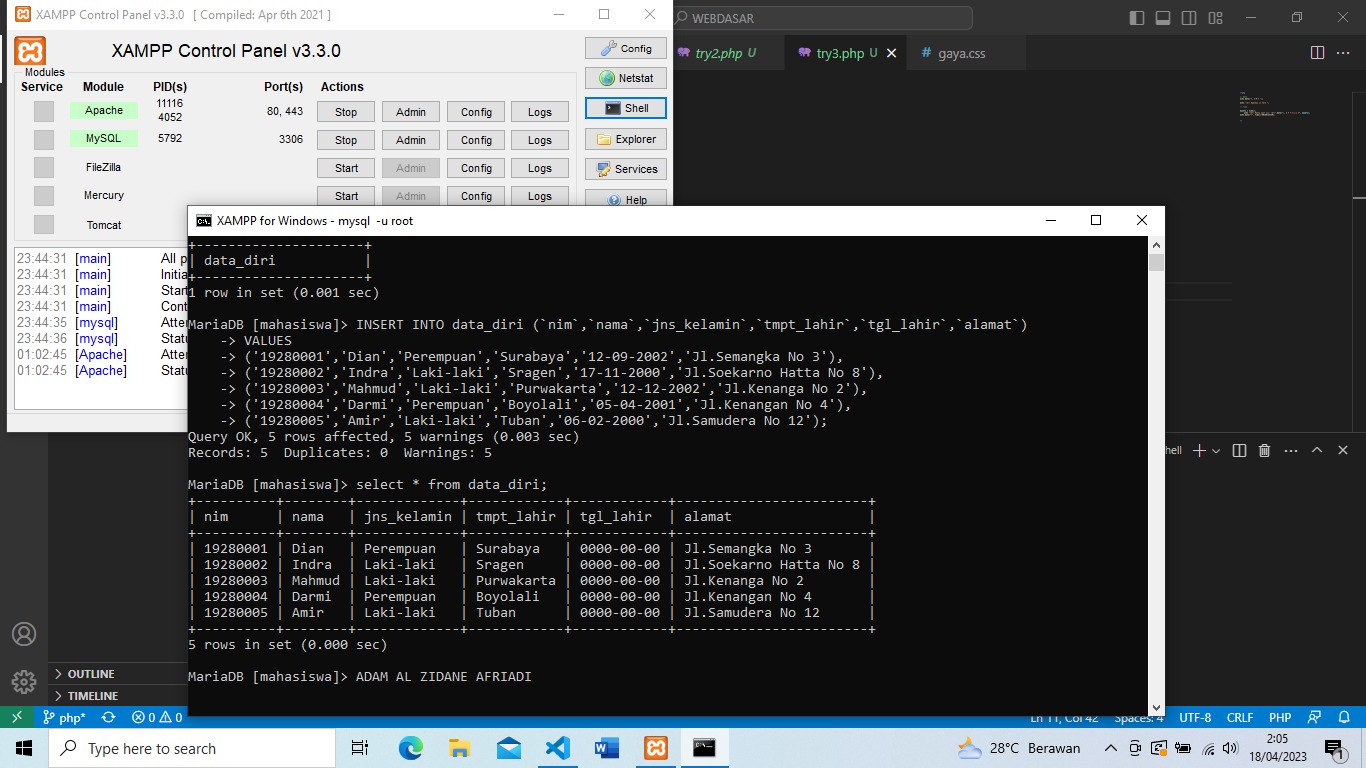 XAMPP Control Panel v3.3.0 [ Compiled: Apr 6th 2021 ]
XAMPP Control Panel v3.3.0
Modules
Service Module PID(s) Port(s) Actions
Apache 11116 4052 80, 443 Stop Admin Config Logs
MySQL 5792 3306 Stop Admin Config Logs
FileZilla Start Admin Config Logs
Mercury Start Admin Config Logs
Tomcat
Config
Netstat
Shell
Explorer
Services
Help
23:44:31 [main] All p
23:44:31 [main] Initia
23:44:31 [main] Start
23:44:31 [main] Cont
23:44:35 [mysql] Atte
23:44:36 [mysql] Statu
01:02:45 [Apache] Atte
01:02:45 [Apache] Statu
WEBDASAR
try2.php U
try3.php U
# gaya.css
XAMPP for Windows - mysql -u root
+---------------------+
| data_diri           |
+---------------------+
1 row in set (0.001 sec)
MariaDB [mahasiswa]> INSERT INTO data_diri (`nim`,`nama`,`jns_kelamin`,`tmpt_lahir`,`tgl_lahir`,`alamat`)
    -> VALUES
    -> ('19280001','Dian','Perempuan','Surabaya','12-09-2002','Jl.Semangka No 3'),
    -> ('19280002','Indra','Laki-laki','Sragen','17-11-2000','Jl.Soekarno Hatta No 8'),
    -> ('19280003','Mahmud','Laki-laki','Purwakarta','12-12-2002','Jl.Kenanga No 2'),
    -> ('19280004','Darmi','Perempuan','Boyolali','05-04-2001','Jl.Kenangan No 4'),
    -> ('19280005','Amir','Laki-laki','Tuban','06-02-2000','Jl.Samudera No 12');
Query OK, 5 rows affected, 5 warnings (0.003 sec)
Records: 5  Duplicates: 0  Warnings: 5
MariaDB [mahasiswa]> select * from data_diri;
+----------+--------+-------------+------------+------------+------------------------+
| nim      | nama   | jns_kelamin | tmpt_lahir | tgl_lahir  | alamat                 |
+----------+--------+-------------+------------+------------+------------------------+
| 19280001 | Dian   | Perempuan   | Surabaya   | 0000-00-00 | Jl.Semangka No 3       |
| 19280002 | Indra  | Laki-laki   | Sragen     | 0000-00-00 | Jl.Soekarno Hatta No 8 |
| 19280003 | Mahmud | Laki-laki   | Purwakarta | 0000-00-00 | Jl.Kenanga No 2        |
| 19280004 | Darmi  | Perempuan   | Boyolali   | 0000-00-00 | Jl.Kenangan No 4       |
| 19280005 | Amir   | Laki-laki   | Tuban      | 0000-00-00 | Jl.Samudera No 12      |
+----------+--------+-------------+------------+------------+------------------------+
5 rows in set (0.000 sec)
MariaDB [mahasiswa]> ADAM AL ZIDANE AFRIADI
hell
OUTLINE
TIMELINE
php* 0 0 Ln 11, Col 42 Spaces: 4 UTF-8 CRLF PHP
Type here to search
28°C Berawan
2:05
18/04/2023
1